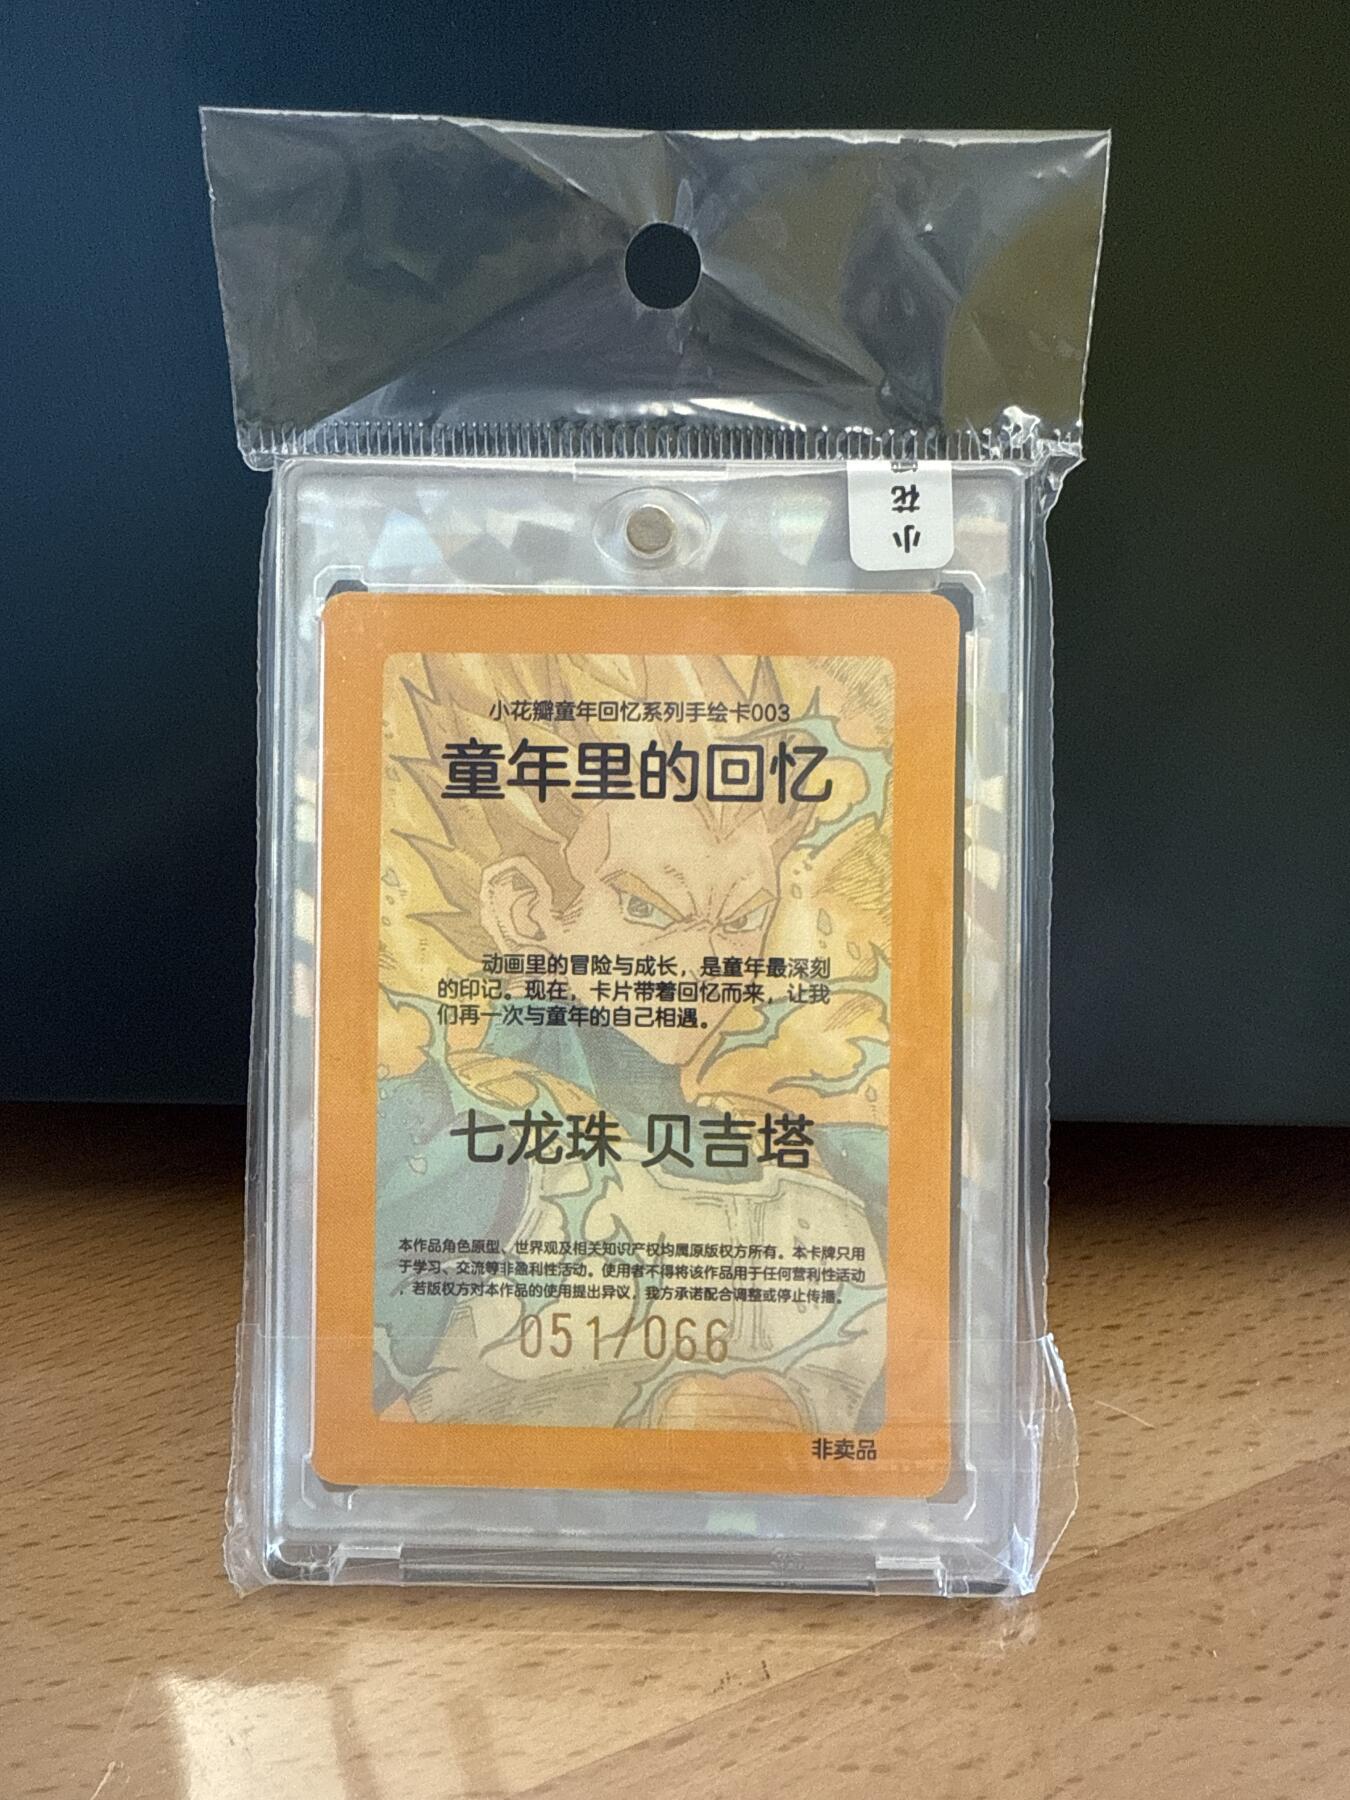 小花
小花瓣童年回忆系列手绘卡003
童年里的回忆
动画里的冒险与成长，是童年最深刻
的印记。现在，卡片带着回忆而来，让我
们再一次与童年的自己相遇。
七龙珠 贝吉塔
本作品角色原型、世界观及相关知识产权均属原版权方所有。本卡牌只用
于学习、交流等非盈利性活动。使用者不得将该作品用于任何营利性活动
，若版权方对本作品的使用提出异议，我方承诺配合调整或停止传播。
051/066
非卖品